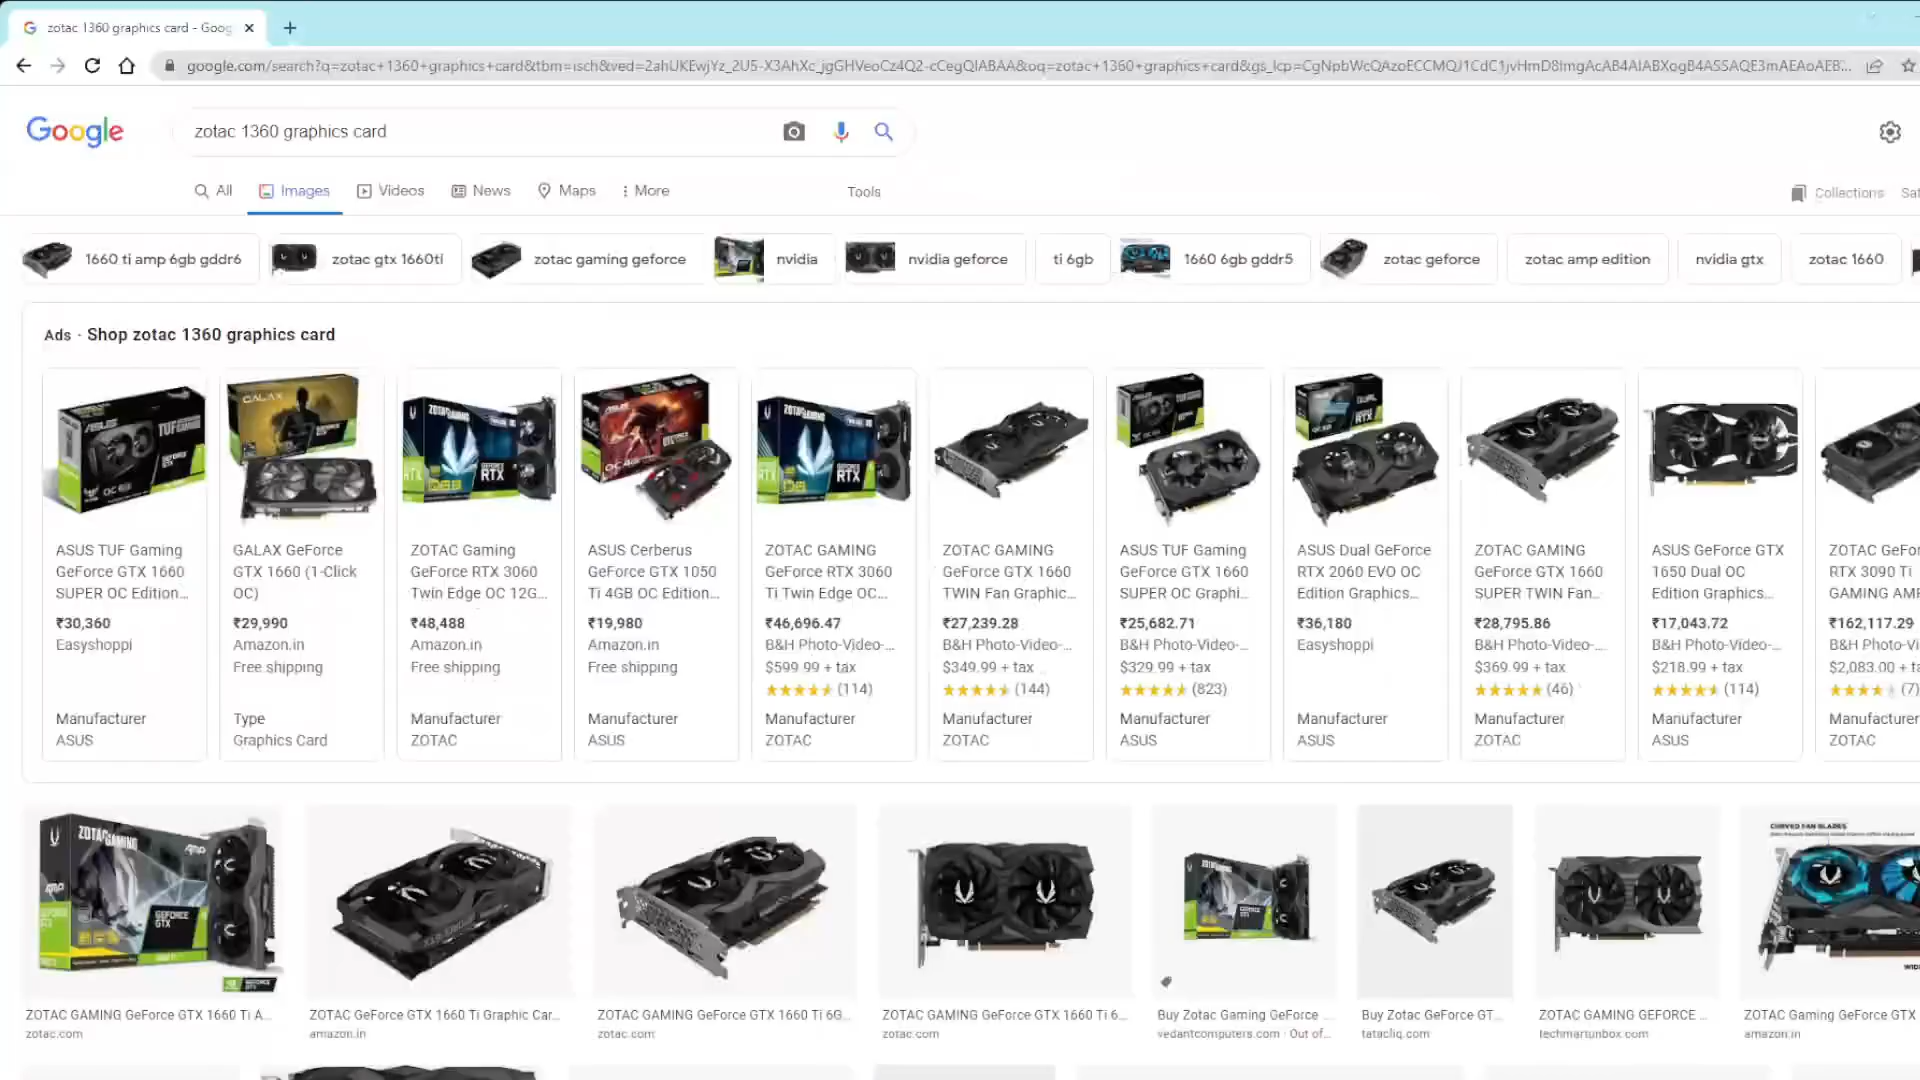 zotac 1360 graphics card - Goog
google.com/search?q=zotac+1360+graphics+card&tbm=isch&ved=2ahUKEwjYz_2U5-X3AhXc_jgGHVeoCz4Q2-cCegQIABAA&oq=zotac+1360+graphics+card&gs_lcp=CgNpbWcQAzoECCMQJ1CdC1jvHmD8ImgAcAB4AIABXogB4ASSAQE3mAEAoAEB...
Google
zotac 1360 graphics card
All Images Videos News Maps More Tools
Collections
1660 ti amp 6gb gddr6 zotac gtx 1660ti zotac gaming geforce nvidia nvidia geforce ti 6gb 1660 6gb gddr5 zotac geforce zotac amp edition nvidia gtx zotac 1660
Ads · Shop zotac 1360 graphics card
ASUS TUF Gaming
GeForce GTX 1660
SUPER OC Edition...
₹30,360
Easyshoppi
Manufacturer
ASUS
GALAX GeForce
GTX 1660 (1-Click
OC)
₹29,990
Amazon.in
Free shipping
Type
Graphics Card
ZOTAC Gaming
GeForce RTX 3060
Twin Edge OC 12G...
₹48,488
Amazon.in
Free shipping
Manufacturer
ZOTAC
ASUS Cerberus
GeForce GTX 1050
Ti 4GB OC Edition...
₹19,980
Amazon.in
Free shipping
Manufacturer
ASUS
ZOTAC GAMING
GeForce RTX 3060
Ti Twin Edge OC...
₹46,696.47
B&H Photo-Video-...
$599.99 + tax
(114)
Manufacturer
ZOTAC
ZOTAC GAMING
GeForce GTX 1660
TWIN Fan Graphic...
₹27,239.28
B&H Photo-Video-...
$349.99 + tax
(144)
Manufacturer
ZOTAC
ASUS TUF Gaming
GeForce GTX 1660
SUPER OC Graphi...
₹25,682.71
B&H Photo-Video-...
$329.99 + tax
(823)
Manufacturer
ASUS
ASUS Dual GeForce
RTX 2060 EVO OC
Edition Graphics...
₹36,180
Easyshoppi
Manufacturer
ASUS
ZOTAC GAMING
GeForce GTX 1660
SUPER TWIN Fan...
₹28,795.86
B&H Photo-Video-...
$369.99 + tax
(46)
Manufacturer
ZOTAC
ASUS GeForce GTX
1650 Dual OC
Edition Graphics...
₹17,043.72
B&H Photo-Video-...
$218.99 + tax
(114)
Manufacturer
ASUS
ZOTAC GeFor
RTX 3090 Ti
GAMING AMP
₹162,117.29
B&H Photo-Vi
$2,083.00 + ta
(7)
Manufacturer
ZOTAC
ZOTAC GAMING GeForce GTX 1660 Ti A...
zotac.com
ZOTAC GeForce GTX 1660 Ti Graphic Car...
amazon.in
ZOTAC GAMING GeForce GTX 1660 Ti 6G...
zotac.com
ZOTAC GAMING GeForce GTX 1660 Ti 6...
zotac.com
Buy Zotac Gaming GeForce ...
vedantcomputers.com · Out of...
Buy Zotac GeForce GT...
tatacliq.com
ZOTAC GAMING GEFORCE ...
techmartunbox.com
CURVED FAN BLADES
ZOTAC Gaming GeForce GTX
amazon.in